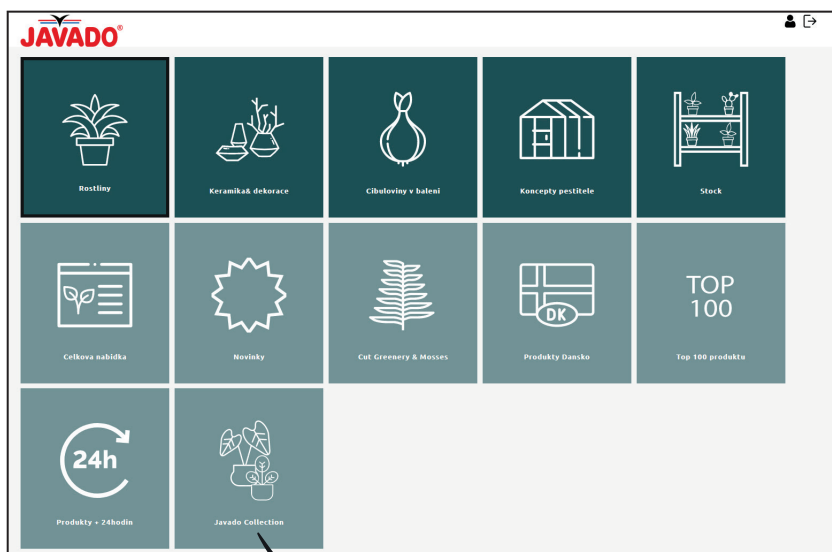 JAVADO®
Rostliny
Keramika& dekorace
Cibuloviny v baleni
Koncepty pestitele
Stock
Celkova nabidka
Novinky
Cut Greenery & Mosses
DK
Produkty Dansko
TOP
100
Top 100 produktu
24h
Produkty + 24hodin
Javado Collection